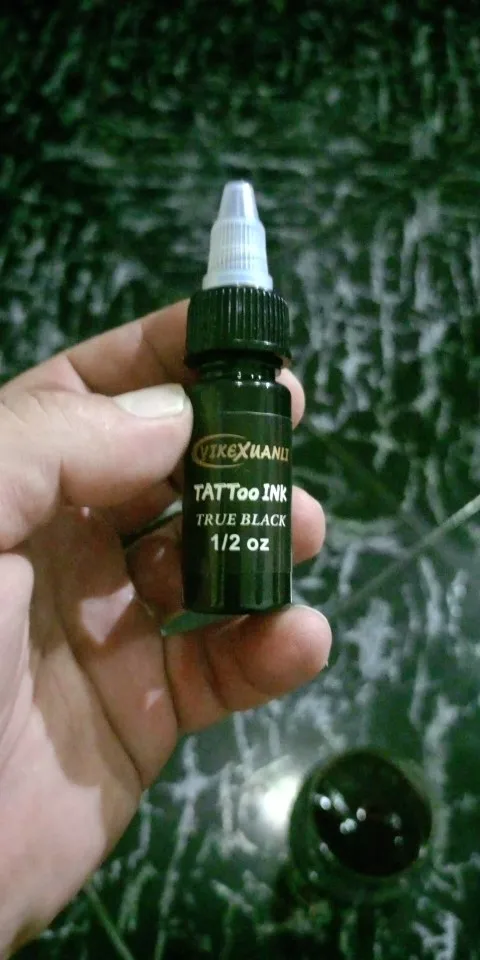 YIKEXUANLI
TATToo INK
TRUE BLACK
1/2 oz